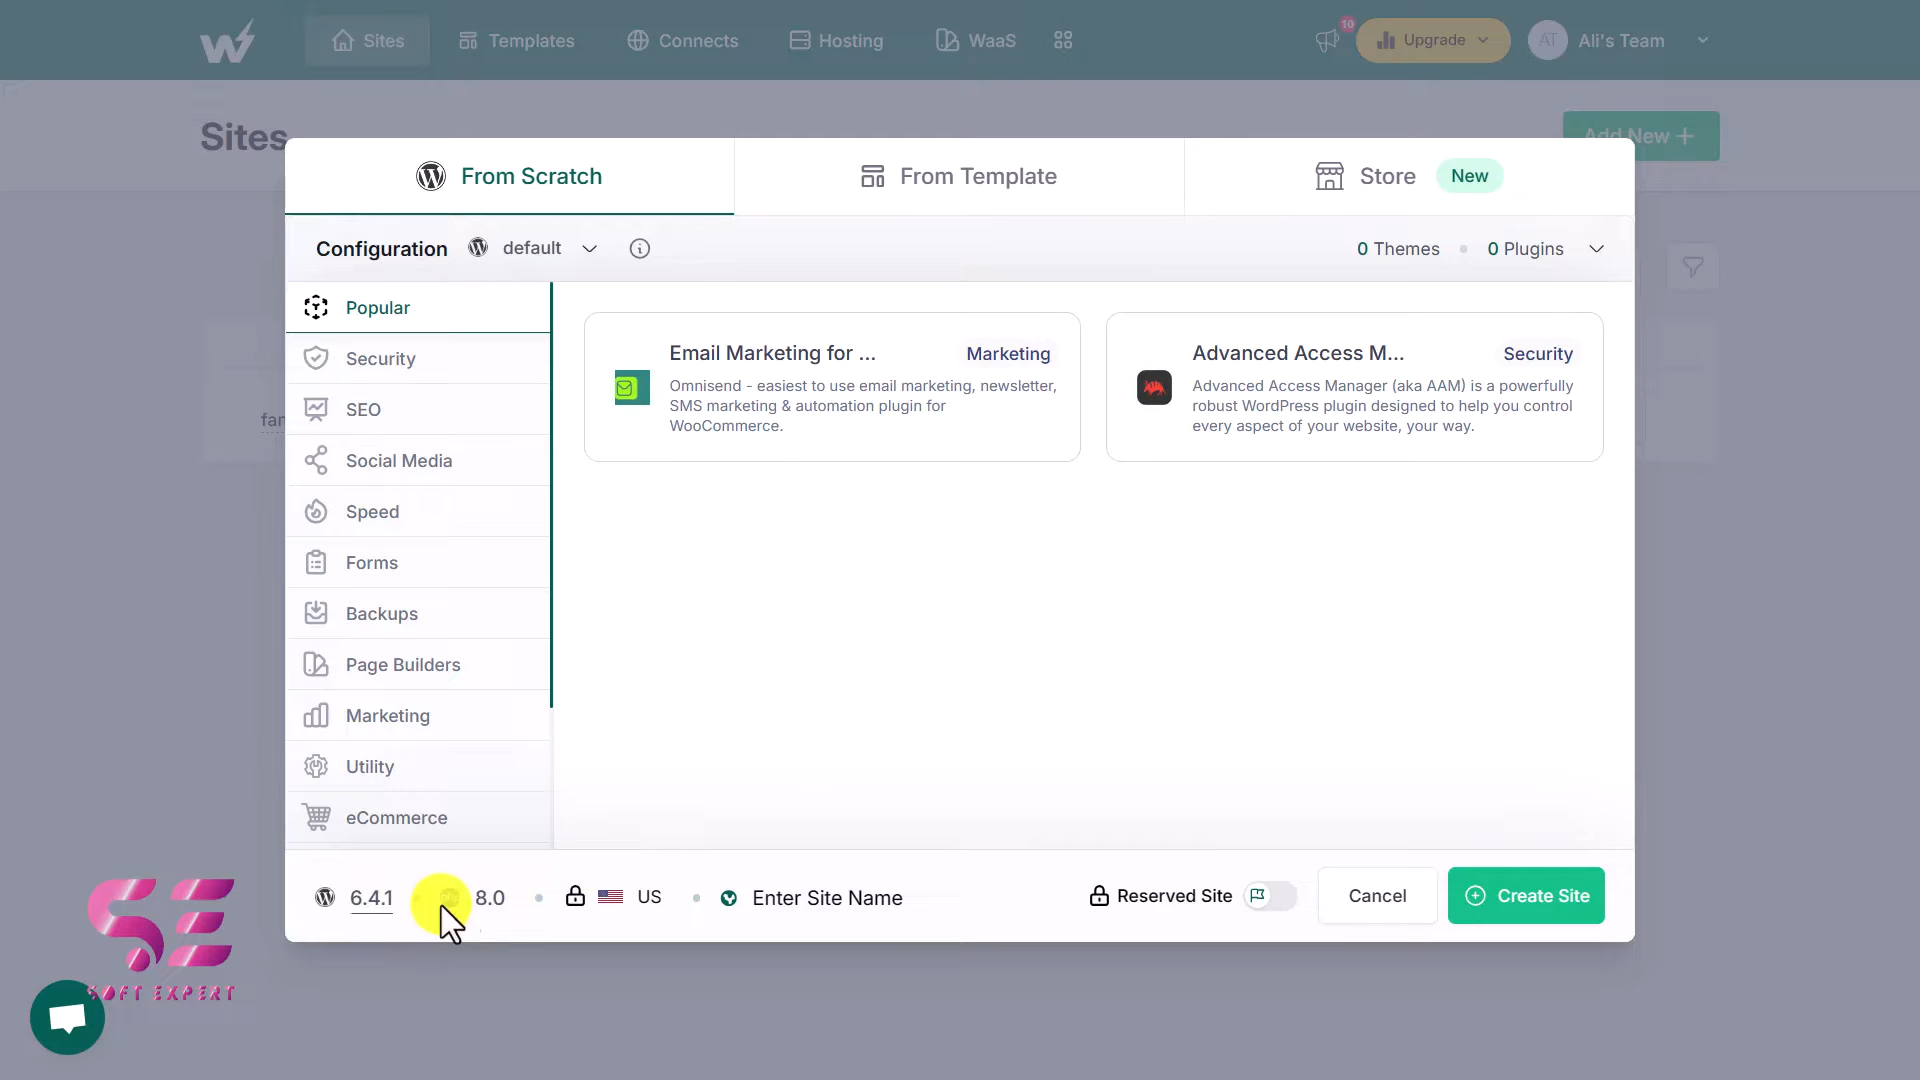 Sites
Templates
Connects
Hosting
WaaS
10
Upgrade
AT
Ali's Team
Sites
Add New +
From Scratch
From Template
Store
New
Configuration
default
0 Themes
0 Plugins
Popular
Security
SEO
Social Media
Speed
Forms
Backups
Page Builders
Marketing
Utility
eCommerce
Email Marketing for ...
Marketing
Omnisend - easiest to use email marketing, newsletter,
SMS marketing & automation plugin for
WooCommerce.
Advanced Access M...
Security
Advanced Access Manager (aka AAM) is a powerfully
robust WordPress plugin designed to help you control
every aspect of your website, your way.
6.4.1
8.0
US
Enter Site Name
Reserved Site
Cancel
Create Site
SE
SOFT EXPERT